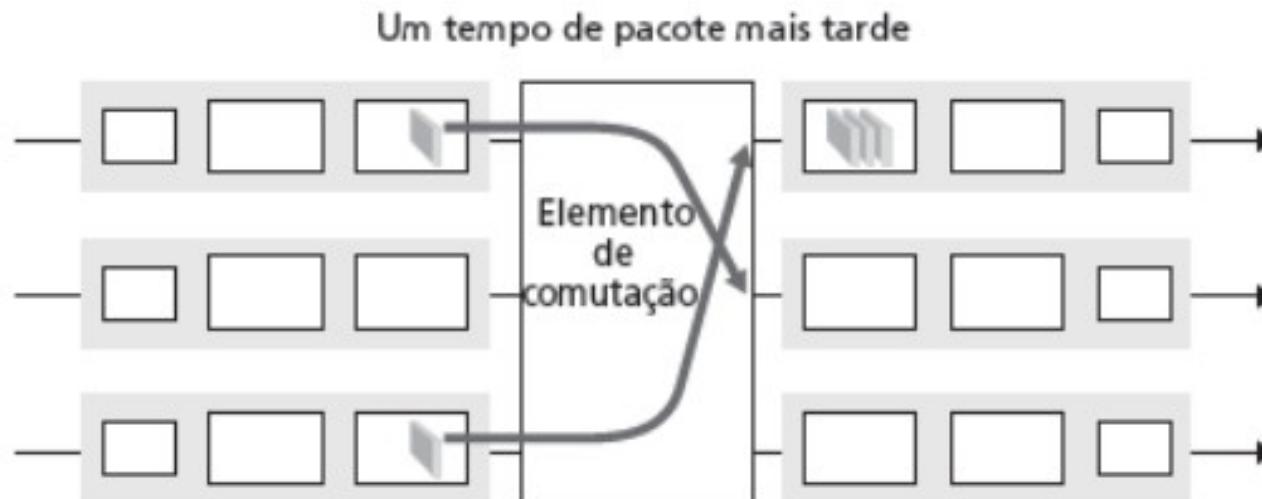 Um tempo de pacote mais tarde
Elemento
de
comutação